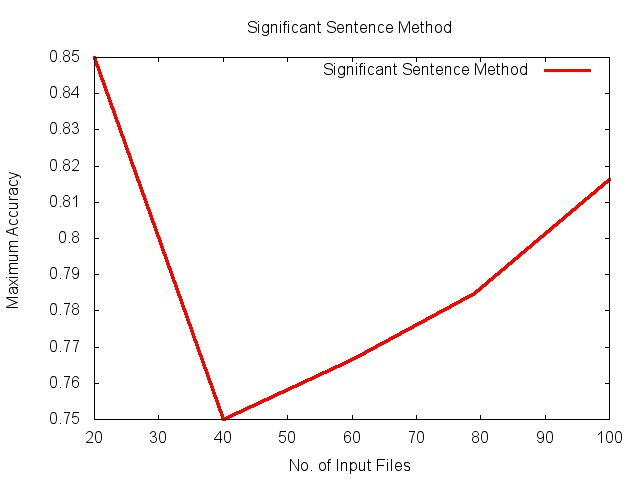 Significant Sentence Method
Significant Sentence Method
0.85
0.84
0.83
0.82
0.81
0.8
0.79
0.78
0.77
0.76
0.75
Maximum Accuracy
20 30 40 50 60 70 80 90 100
No. of Input Files